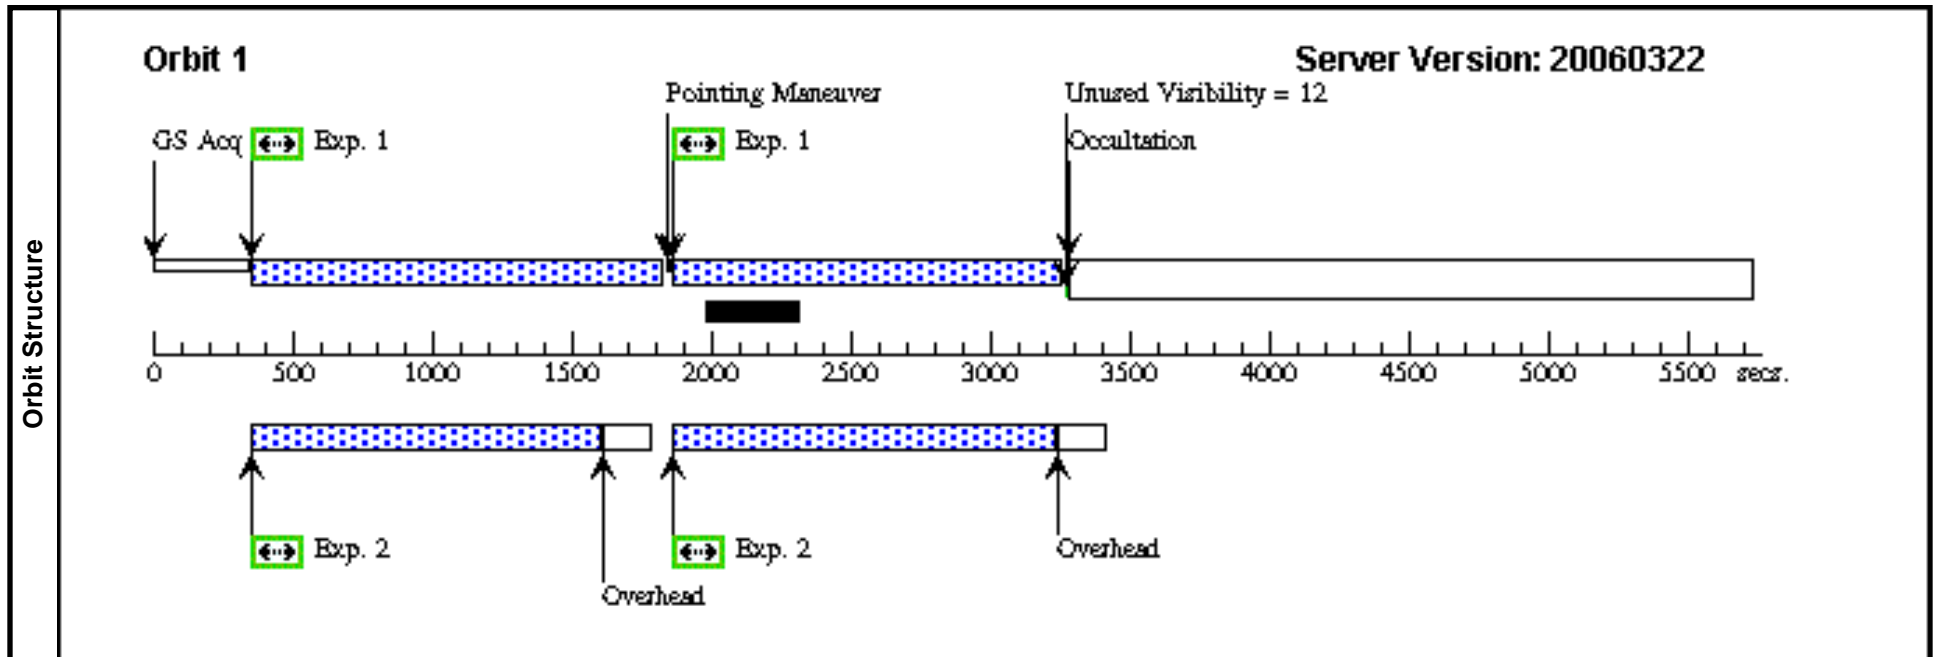 Orbit Structure
Orbit 1
Server Version: 20060322
Pointing Maneuver
Unused Visibility = 12
GS Acq
Exp. 1
Exp. 1
Occultation
0 500 1000 1500 2000 2500 3000 3500 4000 4500 5000 5500 secs.
Exp. 2
Exp. 2
Overhead
Overhead